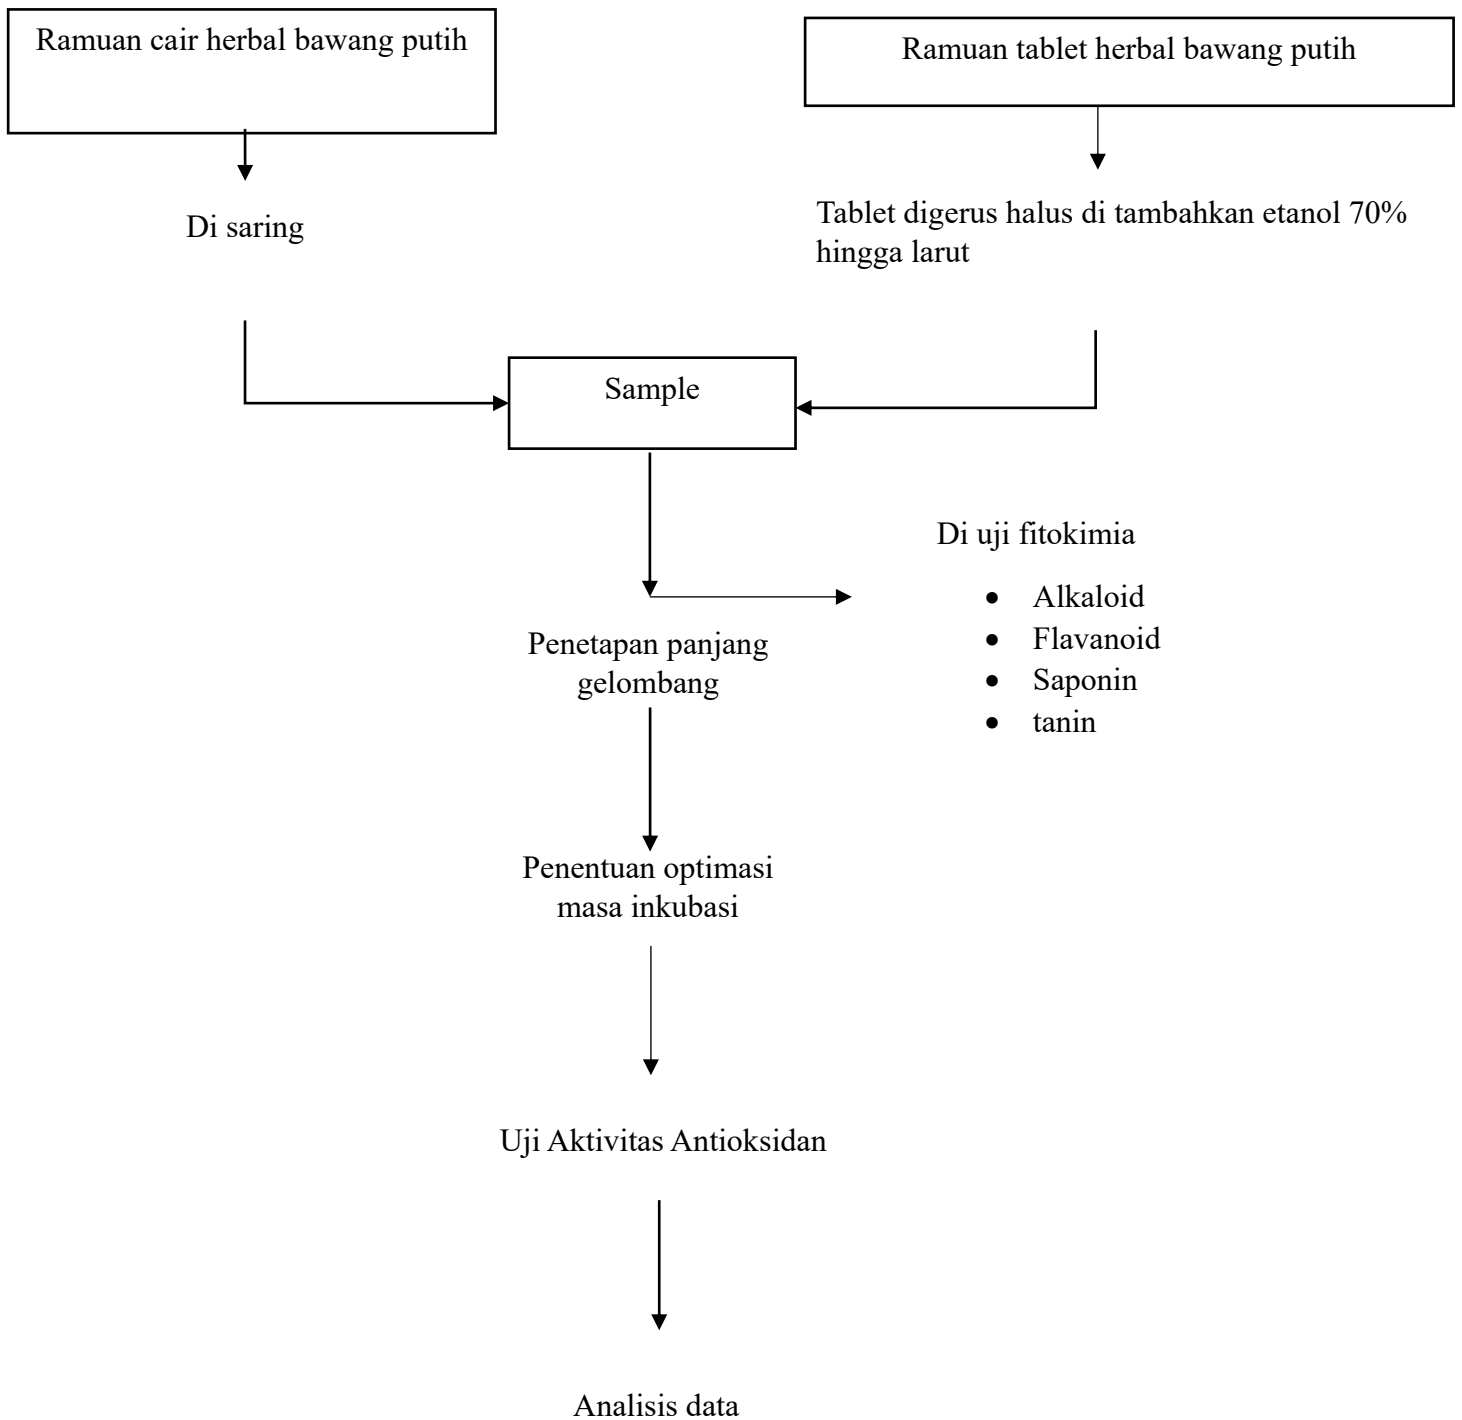 Ramuan cair herbal bawang putih
Ramuan tablet herbal bawang putih
Di saring
Tablet digerus halus di tambahkan etanol 70%
hingga larut
Sample
Di uji fitokimia
• Alkaloid
• Flavanoid
• Saponin
• tanin
Penetapan panjang
gelombang
Penentuan optimasi
masa inkubasi
Uji Aktivitas Antioksidan
Analisis data